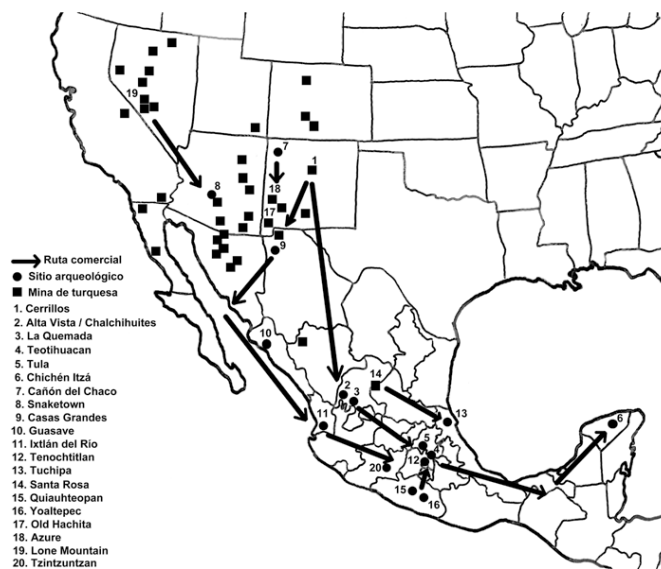 19
7
1
8
18
17
9
10
14
2
3
11
13
5
4
12
20
6
15
16
Ruta comercial
Sitio arqueológico
Mina de turquesa
1. Cerrillos
2. Alta Vista / Chalchihuites
3. La Quemada
4. Teotihuacan
5. Tula
6. Chichén Itzá
7. Cañón del Chaco
8. Snaketown
9. Casas Grandes
10. Guasave
11. Ixtlán del Río
12. Tenochtitlan
13. Tuchipa
14. Santa Rosa
15. Quiauhteopan
16. Yoaltepec
17. Old Hachita
18. Azure
19. Lone Mountain
20. Tzintzuntzan